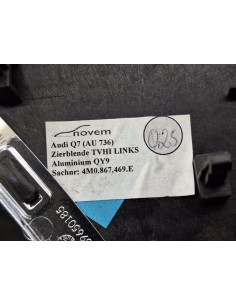 novem
Audi Q7 (AU 736)
Zierblende TVHI LINKS
Aluminium QY9
Sachnr: 4M0.867.469.E